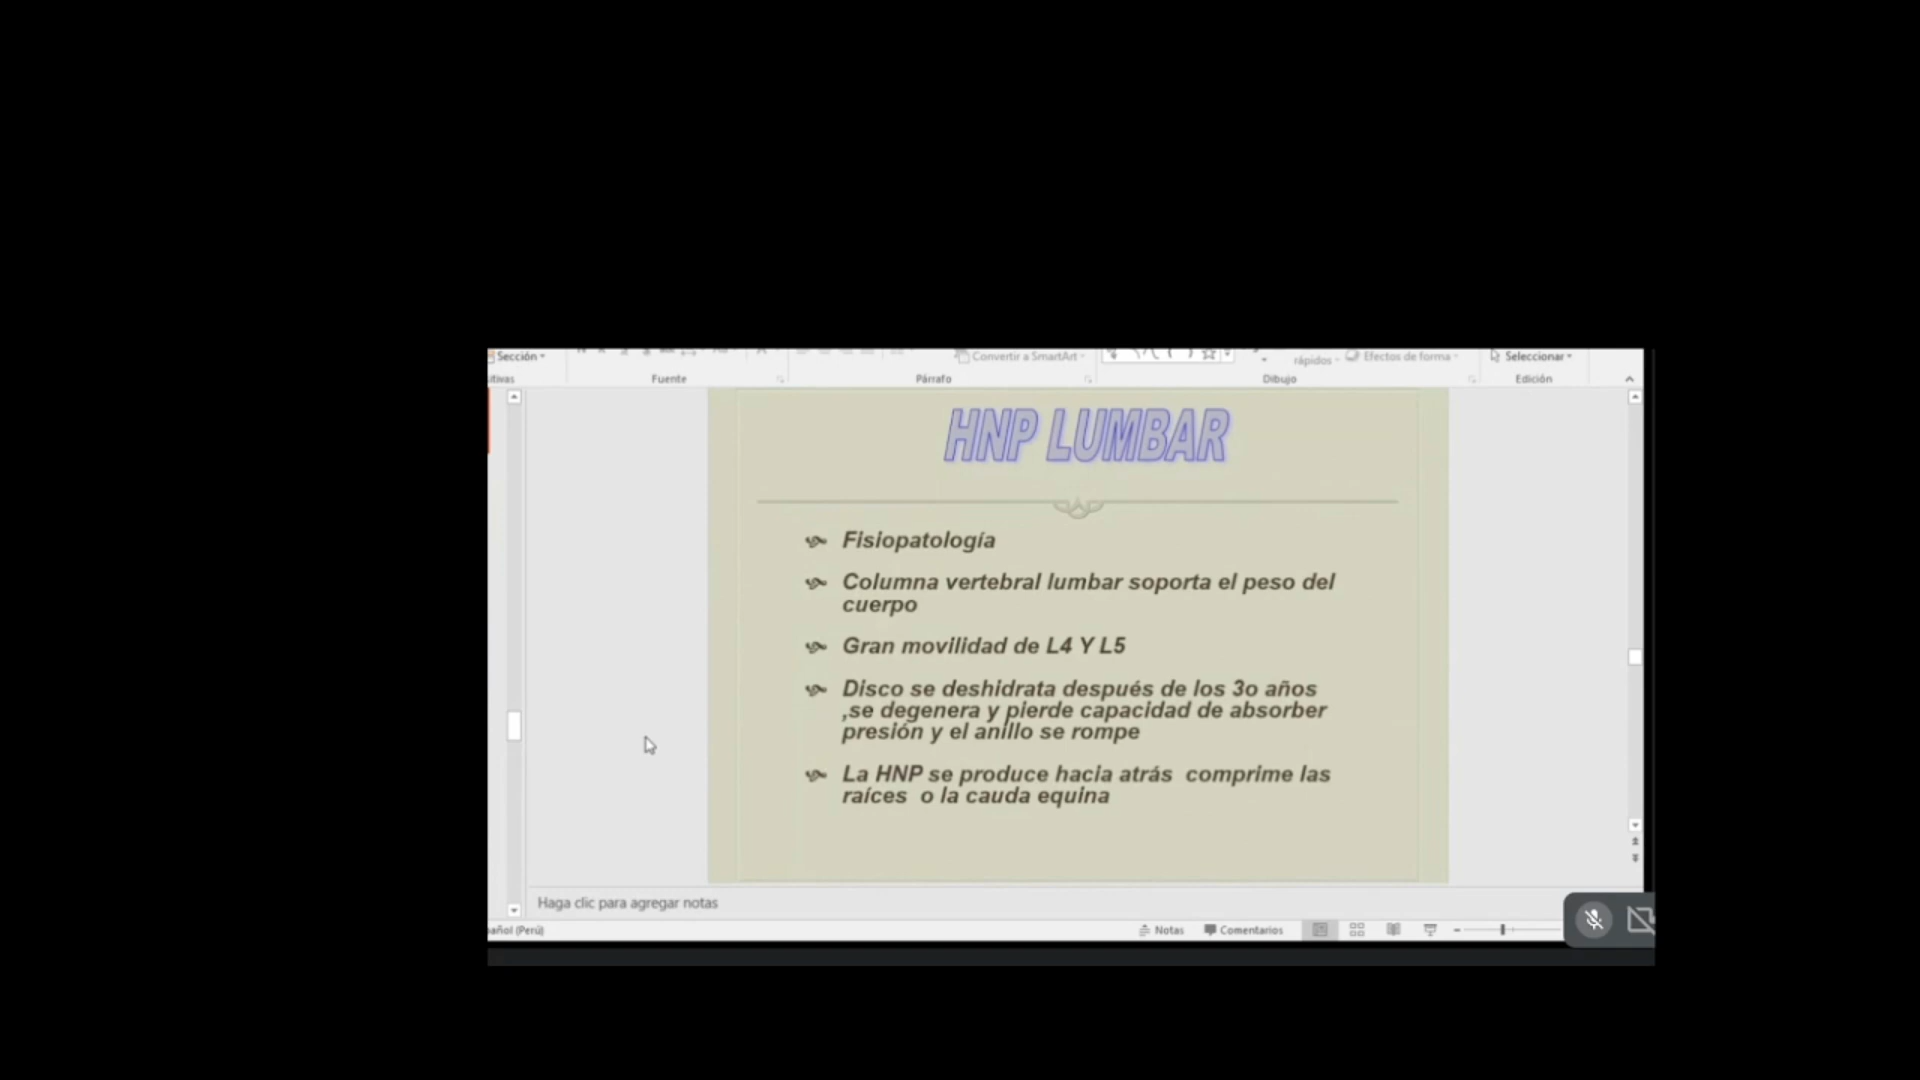 Sección
Convertir a SmartArt
rápidos
Efectos de forma
Seleccionar
Fuente
Párrafo
Dibujo
Edición
HNP LUMBAR
Fisiopatología
Columna vertebral lumbar soporta el peso del
cuerpo
Gran movilidad de L4 Y L5
Disco se deshidrata después de los 3o años
,se degenera y pierde capacidad de absorber
presión y el anillo se rompe
La HNP se produce hacia atrás comprime las
raíces o la cauda equina
Haga clic para agregar notas
añol (Perú)
Notas
Comentarios